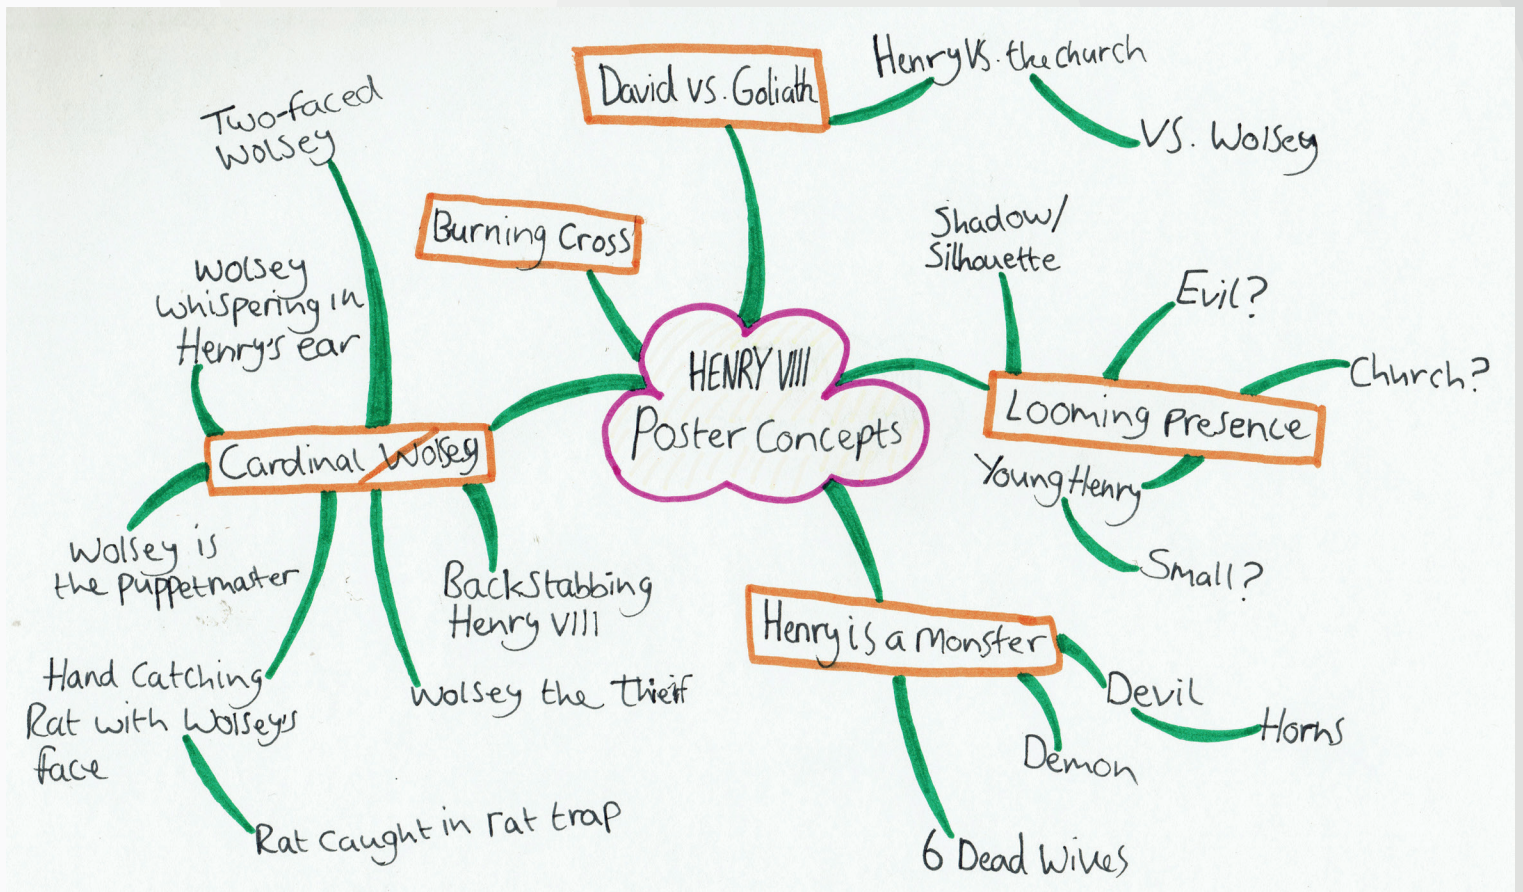 David vs. Goliath
Henry Vs. the church
VS. Wolsey
Two-faced
Wolsey
Burning Cross
Shadow/
Silhouette
Evil?
Church?
Wolsey
whispering in
Henry's ear
HENRY VIII
Poster Concepts
Looming presence
Cardinal Wolsey
Young Henry
Small?
Wolsey is
the puppetmaster
Backstabbing
Henry VIII
Henry is a monster
Hand Catching
Rat with Wolsey's
face
Wolsey the Thief
Devil
Horns
Demon
Rat caught in rat trap
6 Dead Wives